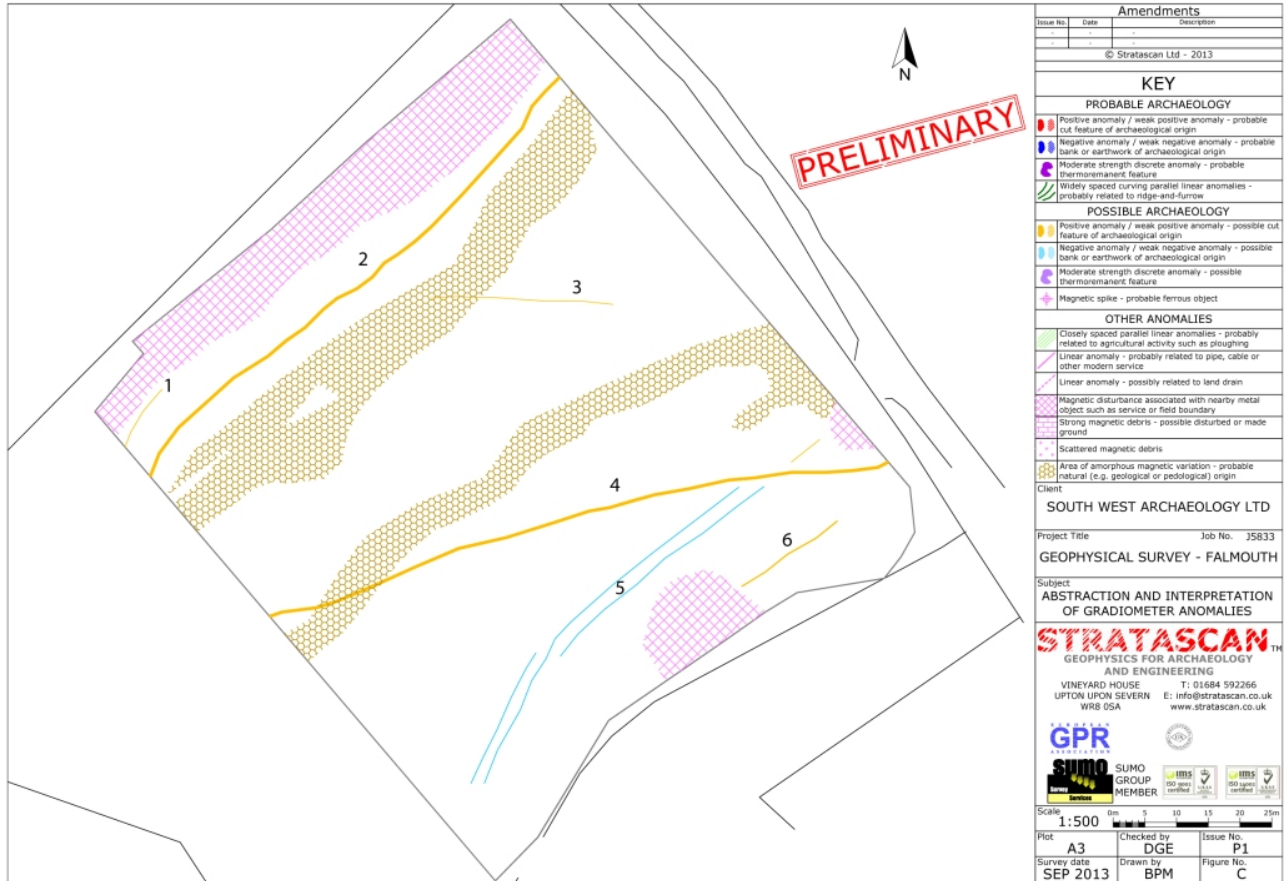 1
2
3
4
5
6
N
PRELIMINARY
Amendments
Issue No. Date Description
- - -
- - -
© Stratascan Ltd - 2013
KEY
PROBABLE ARCHAEOLOGY
Positive anomaly / weak positive anomaly - probable
cut feature of archaeological origin
Negative anomaly / weak negative anomaly - probable
bank or earthwork of archaeological origin
Moderate strength discrete anomaly - probable
thermoremanent feature
Widely spaced curving parallel linear anomalies -
probably related to ridge-and-furrow
POSSIBLE ARCHAEOLOGY
Positive anomaly / weak positive anomaly - possible cut
feature of archaeological origin
Negative anomaly / weak negative anomaly - possible
bank or earthwork of archaeological origin
Moderate strength discrete anomaly - possible
thermoremanent feature
Magnetic spike - probable ferrous object
OTHER ANOMALIES
Closely spaced parallel linear anomalies - probably
related to agricultural activity such as ploughing
Linear anomaly - probably related to pipe, cable or
other modern service
Linear anomaly - possibly related to land drain
Magnetic disturbance associated with nearby metal
object such as service or field boundary
Strong magnetic debris - possible disturbed or made
ground
Scattered magnetic debris
Area of amorphous magnetic variation - probable
natural (e.g. geological or pedological) origin
Client
SOUTH WEST ARCHAEOLOGY LTD
Project Title Job No. J5833
GEOPHYSICAL SURVEY - FALMOUTH
Subject
ABSTRACTION AND INTERPRETATION
OF GRADIOMETER ANOMALIES
STRATASCAN TM
GEOPHYSICS FOR ARCHAEOLOGY
AND ENGINEERING
VINEYARD HOUSE T: 01684 592266
UPTON UPON SEVERN E: info@stratascan.co.uk
WR8 0SA www.stratascan.co.uk
EUROPEAN
GPR
ASSOCIATION
sumo
Survey
Services
SUMO
GROUP
MEMBER
ims
ISO 9001
certified
ims
certified
Scale
1:500 0m 5 10 15 20 25m
Plot Checked by Issue No.
A3 DGE P1
Survey date Drawn by Figure No.
SEP 2013 BPM C